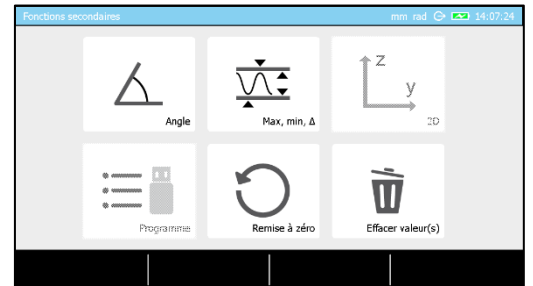 Fonctions secondaires mm rad 14:07:24
Angle Max, min, Δ 2D
Programme Remise à zéro Effacer valeur(s)
z
y